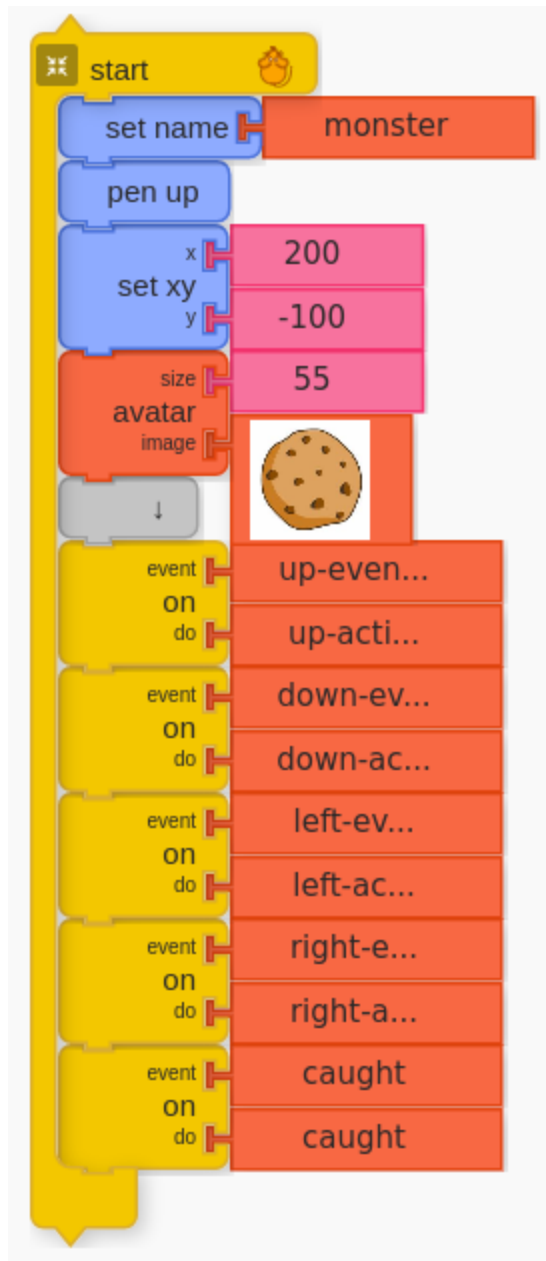 start
set name monster
pen up
x 200
set xy
y -100
size 55
avatar
image
↓
event up-even...
on
do up-acti...
event down-ev...
on
do down-ac...
event left-ev...
on
do left-ac...
event right-e...
on
do right-a...
event caught
on
do caught